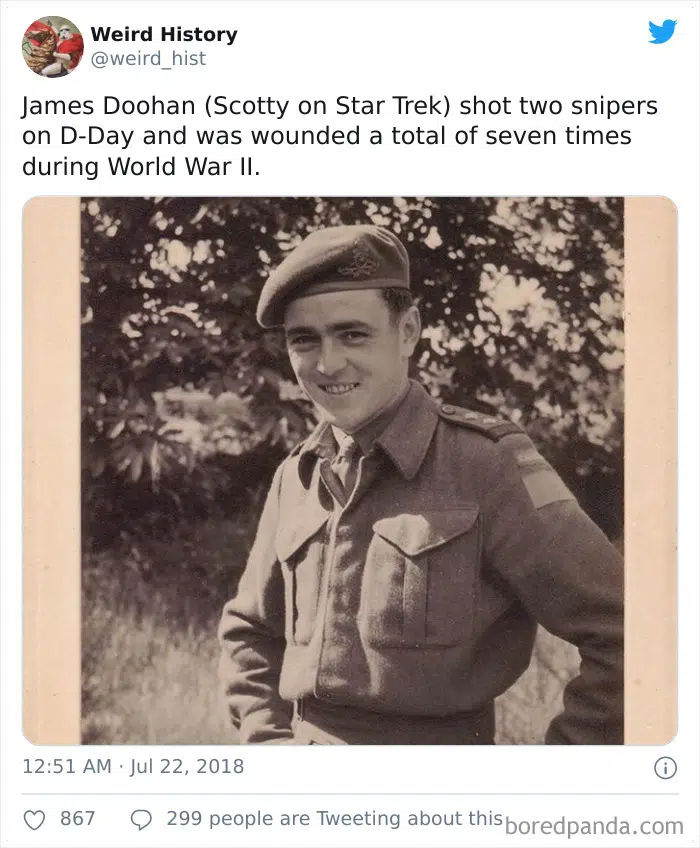 Weird History
@weird_hist
James Doohan (Scotty on Star Trek) shot two snipers
on D-Day and was wounded a total of seven times
during World War II.
12:51 AM · Jul 22, 2018
867
299 people are Tweeting about this
boredpanda.com